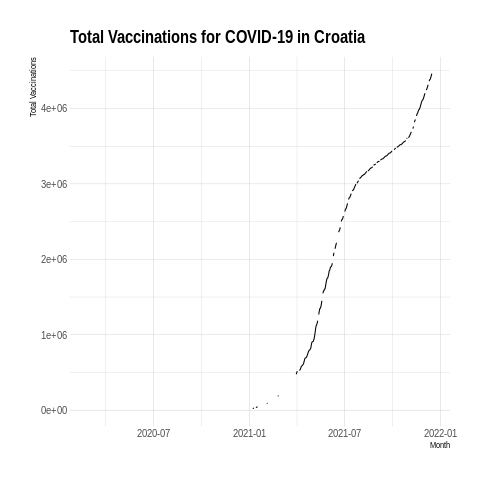 Total Vaccinations for COVID-19 in Croatia
Total Vaccinations
4e+06
3e+06
2e+06
1e+06
0e+00
2020-07 2021-01 2021-07 2022-01
Month